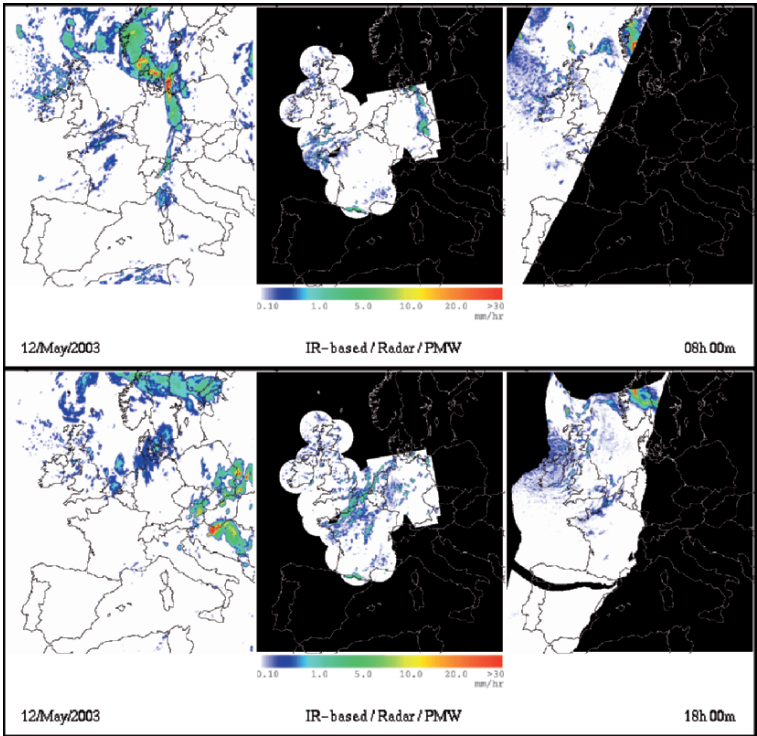 0.10 1.0 5.0 10.0 20.0 >30
mm/hr
12/May/2003 IR-based / Radar / PMW 08h 00m
0.10 1.0 5.0 10.0 20.0 >30
mm/hr
12/May/2003 IR-based / Radar / PMW 18h 00m